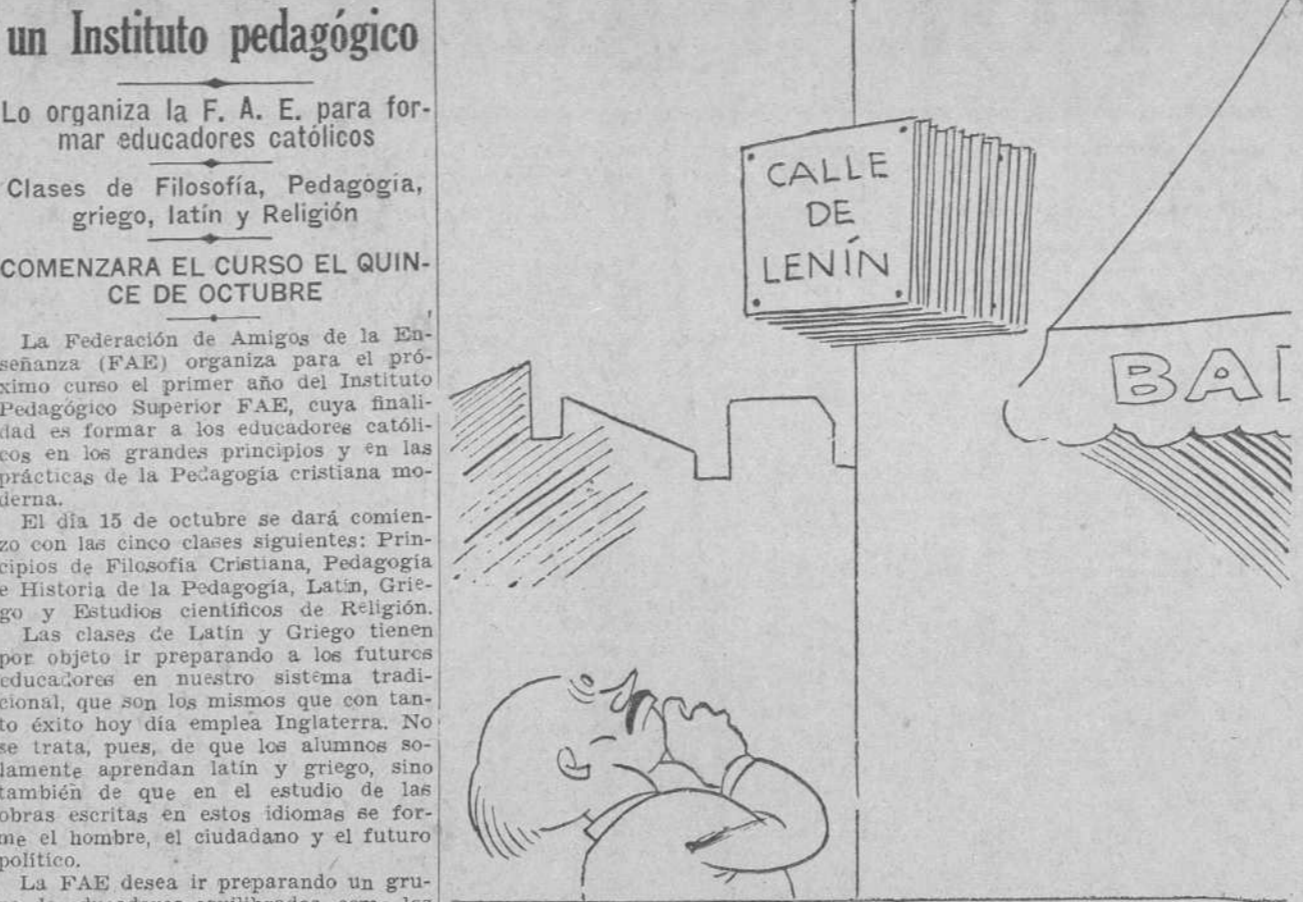 un Instituto pedagógico
Lo organiza la F. A. E. para for-
mar educadores católicos
Clases de Filosofía, Pedagogía,
griego, latín y Religión
COMENZARA EL CURSO EL QUIN-
CE DE OCTUBRE
La Federación de Amigos de la En-
señanza (FAE) organiza para el pró-
ximo curso el primer año del Instituto
Pedagógico Superior FAE, cuya finali-
dad es formar a los educadores católi-
cos en los grandes principios y en las
prácticas de la Pedagogía cristiana mo-
derna.
El día 15 de octubre se dará comien-
zo con las cinco clases siguientes: Prin-
cipios de Filosofía Cristiana, Pedagogía
e Historia de la Pedagogía, Latín, Grie-
go y Estudios científicos de Religión.
Las clases de Latín y Griego tienen
por objeto ir preparando a los futuros
educadores en nuestro sistema tradi-
cional, que son los mismos que con tan-
to éxito hoy día emplea Inglaterra. No
se trata, pues, de que los alumnos so-
lamente aprendan latín y griego, sino
también de que en el estudio de las
obras escritas en estos idiomas se for-
me el hombre, el ciudadano y el futuro
político.
La FAE desea ir preparando un gru-
CALLE
DE
LENÍN
BA